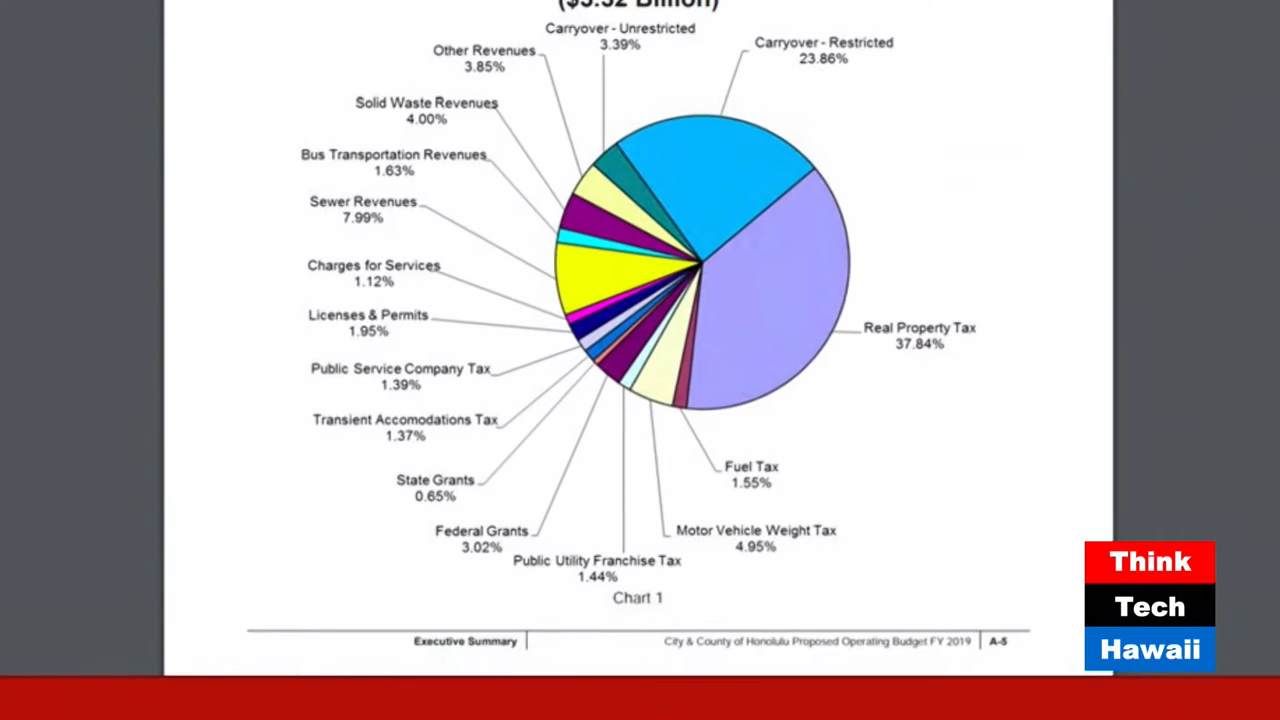 ($3.32 Billion)
Carryover - Unrestricted
3.39%
Carryover - Restricted
23.86%
Other Revenues
3.85%
Solid Waste Revenues
4.00%
Bus Transportation Revenues
1.63%
Sewer Revenues
7.99%
Charges for Services
1.12%
Licenses & Permits
1.95%
Real Property Tax
37.84%
Public Service Company Tax
1.39%
Transient Accomodations Tax
1.37%
Fuel Tax
1.55%
State Grants
0.65%
Federal Grants
3.02%
Motor Vehicle Weight Tax
4.95%
Public Utility Franchise Tax
1.44%
Chart 1
Executive Summary
City & County of Honolulu Proposed Operating Budget FY 2019
A-5
Think
Tech
Hawaii